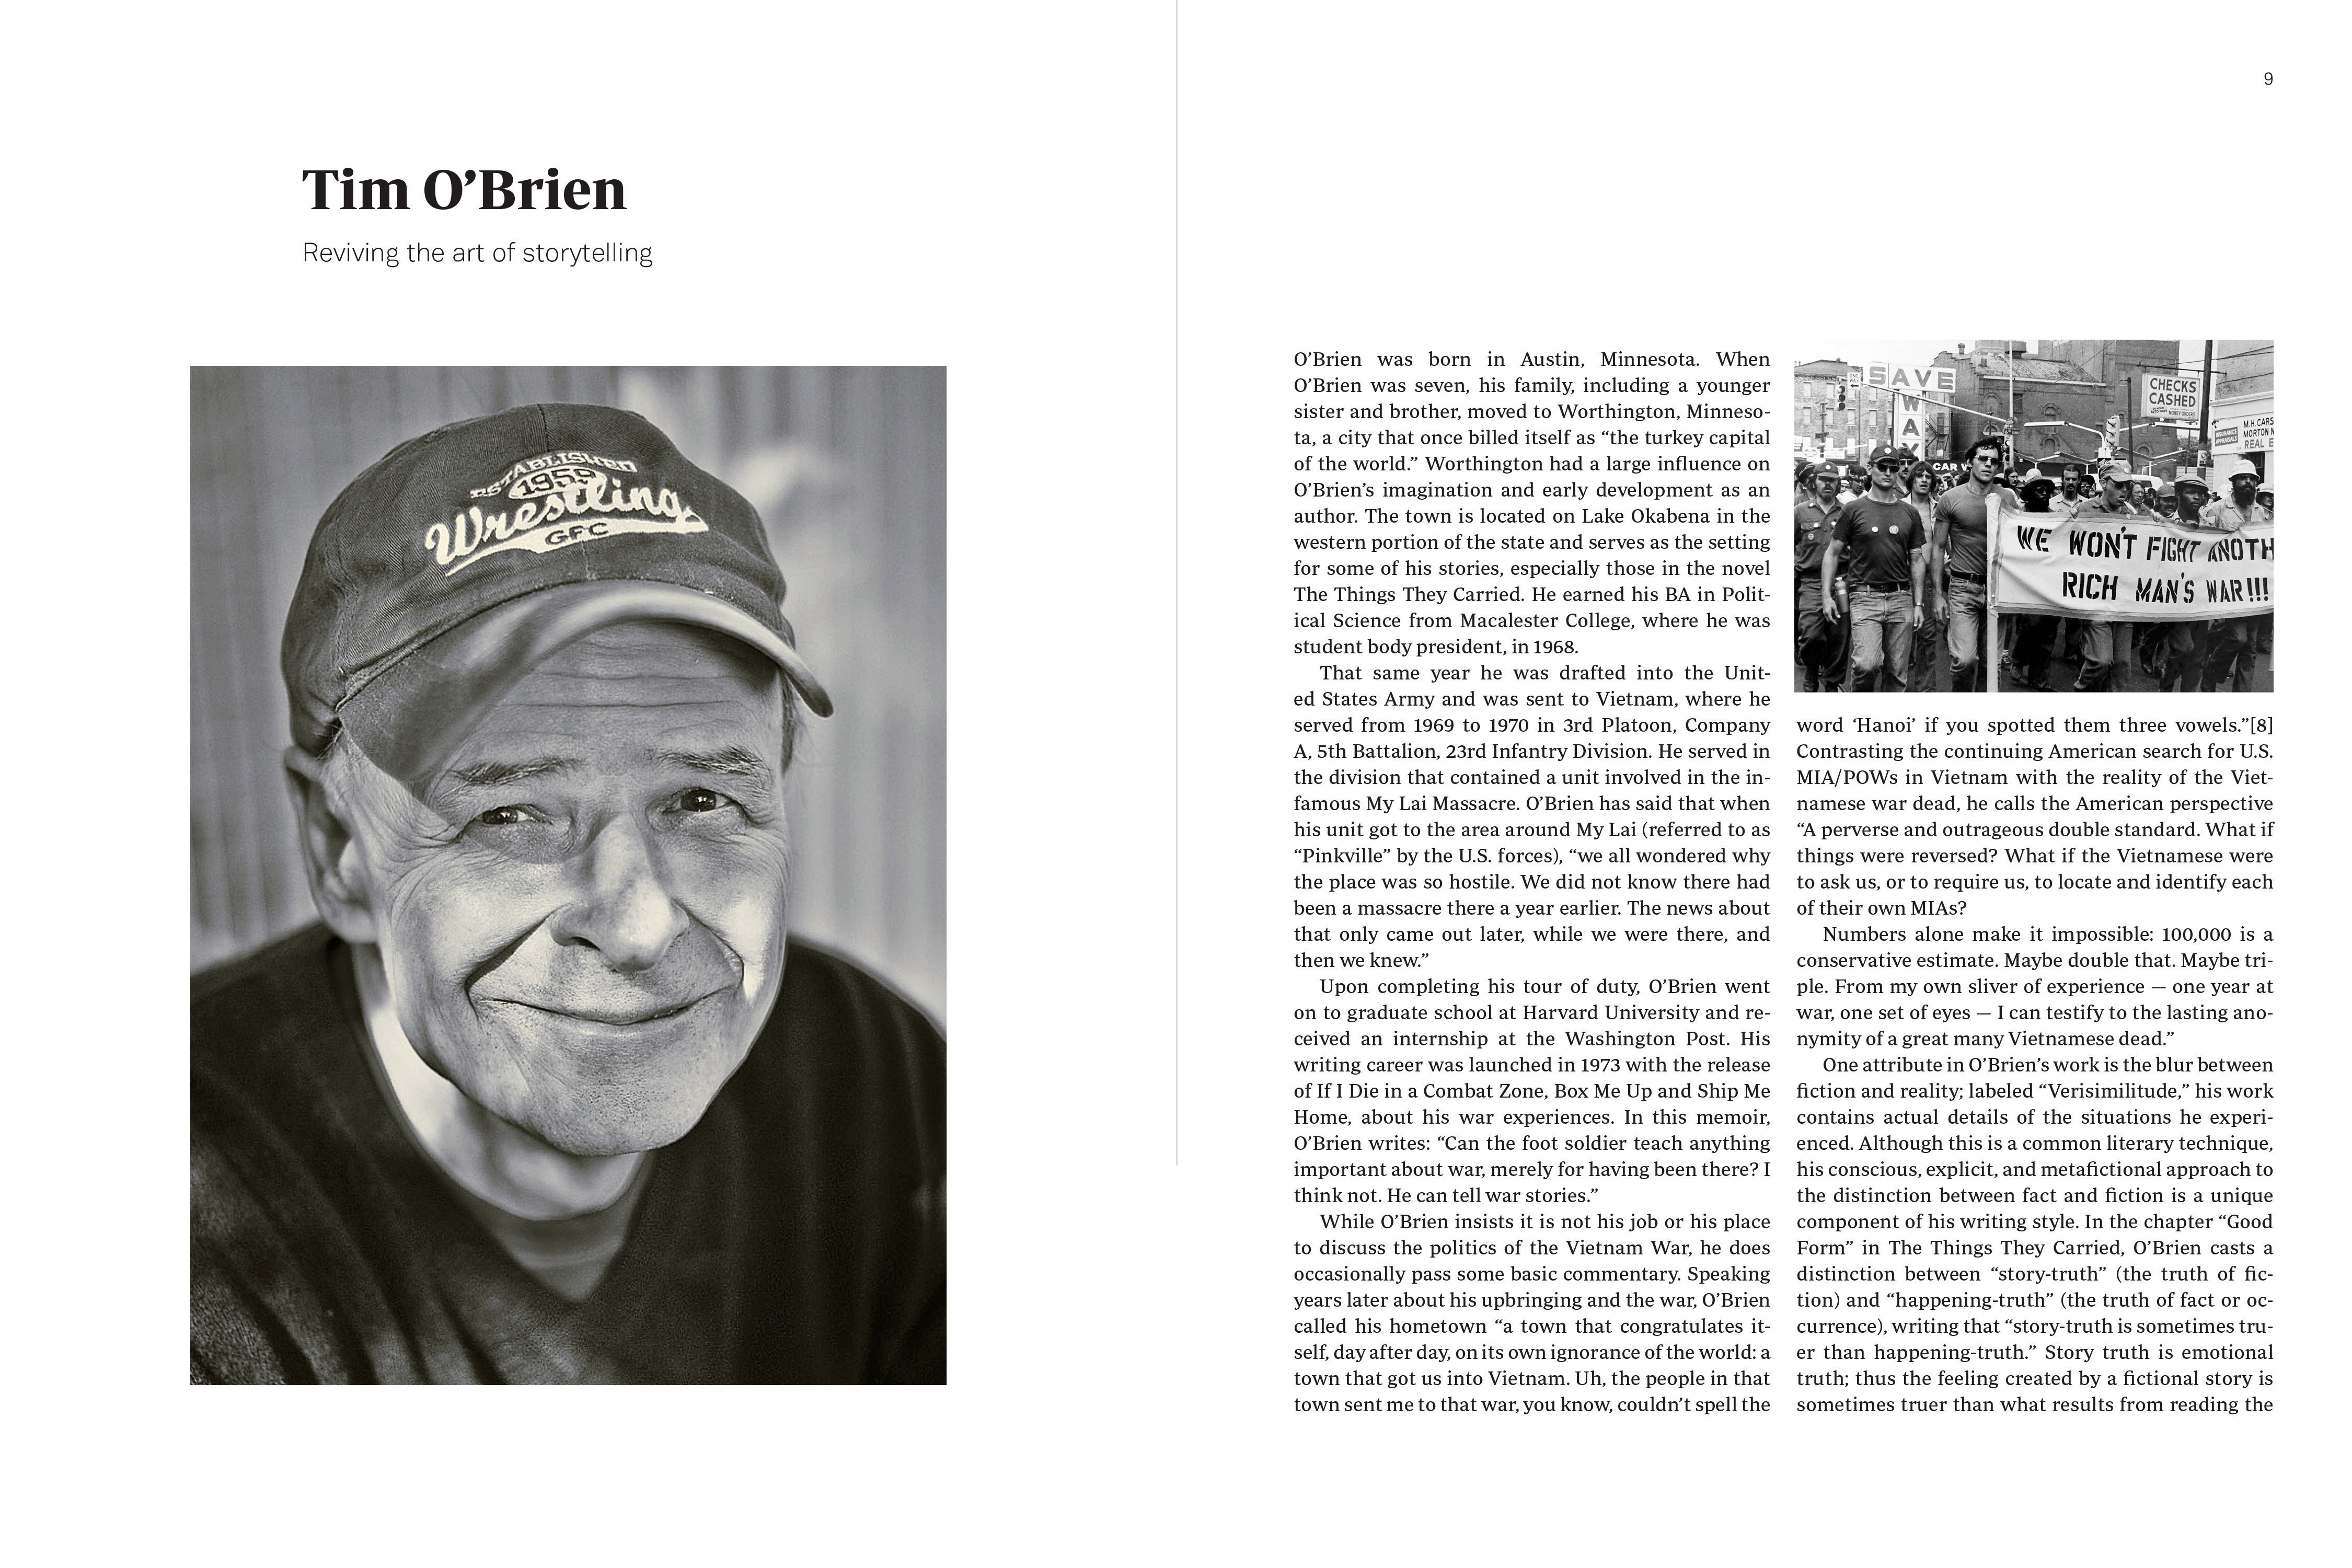 9
Tim O’Brien
Reviving the art of storytelling
ESTABLISHED
1959
Wrestling
GFC
O’Brien was born in Austin, Minnesota. When
O’Brien was seven, his family, including a younger
sister and brother, moved to Worthington, Minneso-
ta, a city that once billed itself as “the turkey capital
of the world.” Worthington had a large influence on
O’Brien’s imagination and early development as an
author. The town is located on Lake Okabena in the
western portion of the state and serves as the setting
for some of his stories, especially those in the novel
The Things They Carried. He earned his BA in Polit-
ical Science from Macalester College, where he was
student body president, in 1968.
That same year he was drafted into the Unit-
ed States Army and was sent to Vietnam, where he
served from 1969 to 1970 in 3rd Platoon, Company
A, 5th Battalion, 23rd Infantry Division. He served in
the division that contained a unit involved in the in-
famous My Lai Massacre. O’Brien has said that when
his unit got to the area around My Lai (referred to as
“Pinkville” by the U.S. forces), “we all wondered why
the place was so hostile. We did not know there had
been a massacre there a year earlier. The news about
that only came out later, while we were there, and
then we knew.”
Upon completing his tour of duty, O’Brien went
on to graduate school at Harvard University and re-
ceived an internship at the Washington Post. His
writing career was launched in 1973 with the release
of If I Die in a Combat Zone, Box Me Up and Ship Me
Home, about his war experiences. In this memoir,
O’Brien writes: “Can the foot soldier teach anything
important about war, merely for having been there? I
think not. He can tell war stories.”
While O’Brien insists it is not his job or his place
to discuss the politics of the Vietnam War, he does
occasionally pass some basic commentary. Speaking
years later about his upbringing and the war, O’Brien
called his hometown “a town that congratulates it-
self, day after day, on its own ignorance of the world: a
town that got us into Vietnam. Uh, the people in that
town sent me to that war, you know, couldn’t spell the
SAVE
WAY
CHECKS
CASHED
M.H. CARS
MORTON
REAL E
CAR W
WE WON'T FIGHT ANOTH
RICH MAN'S WAR!!!
word ‘Hanoi’ if you spotted them three vowels.”[8]
Contrasting the continuing American search for U.S.
MIA/POWs in Vietnam with the reality of the Viet-
namese war dead, he calls the American perspective
“A perverse and outrageous double standard. What if
things were reversed? What if the Vietnamese were
to ask us, or to require us, to locate and identify each
of their own MIAs?
Numbers alone make it impossible: 100,000 is a
conservative estimate. Maybe double that. Maybe tri-
ple. From my own sliver of experience — one year at
war, one set of eyes — I can testify to the lasting ano-
nymity of a great many Vietnamese dead.”
One attribute in O’Brien’s work is the blur between
fiction and reality; labeled “Verisimilitude,” his work
contains actual details of the situations he experi-
enced. Although this is a common literary technique,
his conscious, explicit, and metafictional approach to
the distinction between fact and fiction is a unique
component of his writing style. In the chapter “Good
Form” in The Things They Carried, O’Brien casts a
distinction between “story-truth” (the truth of fic-
tion) and “happening-truth” (the truth of fact or oc-
currence), writing that “story-truth is sometimes tru-
er than happening-truth.” Story truth is emotional
truth; thus the feeling created by a fictional story is
sometimes truer than what results from reading the